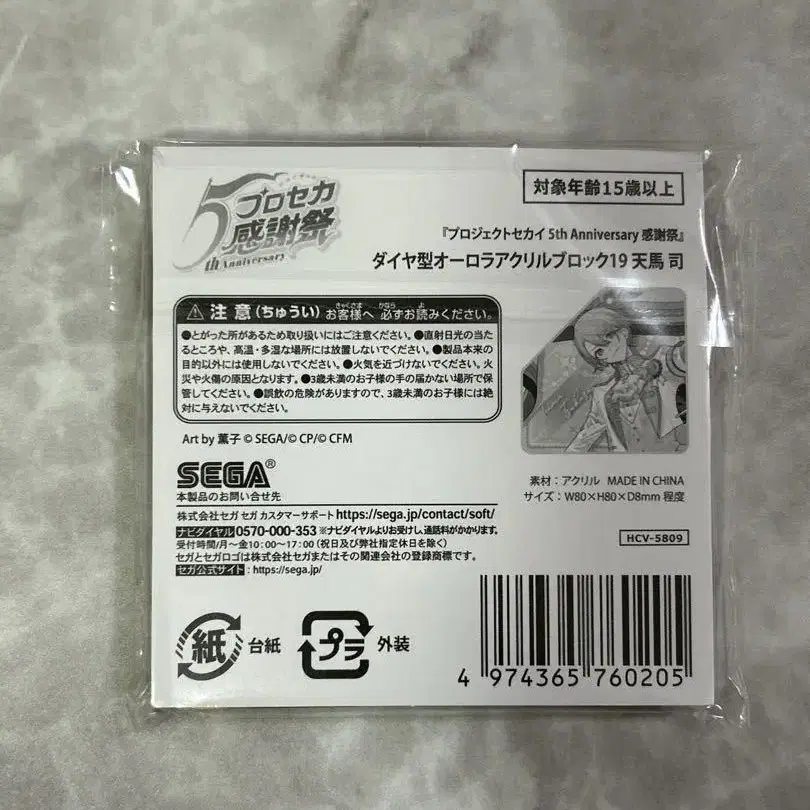 5
プロセカ
感謝祭
th Anniversary
対象年齢15歳以上
『プロジェクトセカイ 5th Anniversary 感謝祭』
ダイヤ型オーロラアクリルブロック19 天馬 司
注 意 (ちゅうい) お客様へ 必ずお読みください。
きゃくさま かなら よ
●とがった所があるため取り扱いにはご注意ください。●直射日光の当た
るところや、高温・多湿な場所には放置しないでください。●製品本来の
目的以外には使用しないでください。●火気を近づけないでください。火
災や火傷の原因となります。●3歳未満のお子様の手の届かない場所で保
管してください。●誤飲の危険がありますので、3歳未満のお子様には絶
対に与えないでください。
Art by 薫子 © SEGA/© CP/© CFM
SEGA®
本製品のお問い合せ先
株式会社セガ セガ カスタマーサポート https://sega.jp/contact/soft/
ナビダイヤル 0570-000-353 ※ナビダイヤルよりお受けし、通話料がかかります。
受付時間/月～金10:00～17:00 (祝日及び弊社指定休日を除く)
セガとセガロゴは株式会社セガまたはその関連会社の登録商標です。
セガ公式サイト : https://sega.jp/
素材：アクリル MADE IN CHINA
サイズ：W80×H80×D8mm 程度
HCV-5809
紙 台紙
プラ 外装
4 974365 760205